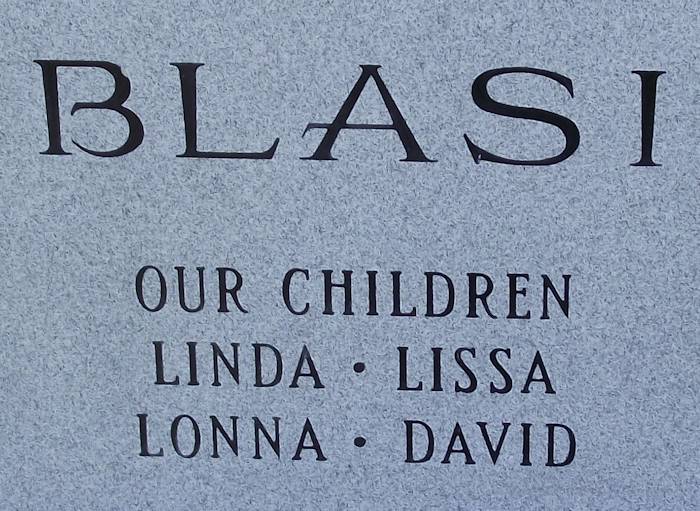 BLASI
OUR CHILDREN
LINDA • LISSA
LONNA • DAVID